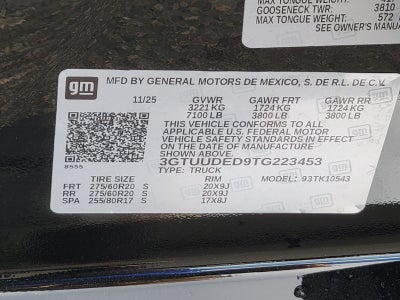 MAX TONGUE WEIGHT:
GOOSENECK TWR: 3810
MAX TONGUE WEIGHT: 572
SEE OWNER'S MANUA
gm
MFD BY GENERAL MOTORS DE MEXICO, S. DE R.L. DE C.V.
11/25 GVWR GAWR FRT GAWR RR
3221 KG 1724 KG 1724 KG
7100 LB 3800 LB 3800 LB
THIS VEHICLE CONFORMS TO ALL
APPLICABLE U.S. FEDERAL MOTOR
VEHICLE SAFETY STANDARDS IN EFFECT
ON THE DATE OF MANUFACTURE
3GTUUDED9TG223453
8555 TYPE: TRUCK
TIRE SIZE RIM MODEL: 93TK10543
FRT 275/60R20 S 20X9J
RR 275/60R20 S 20X9J
SPA 255/80R17 S 17X8J